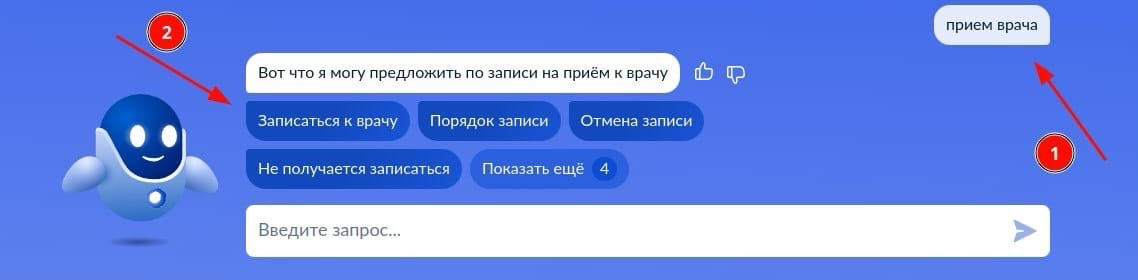 прием врача
2
Вот что я могу предложить по записи на приём к врачу
Записаться к врачу Порядок записи Отмена записи
1
Не получается записаться Показать ещё 4
Введите запрос...